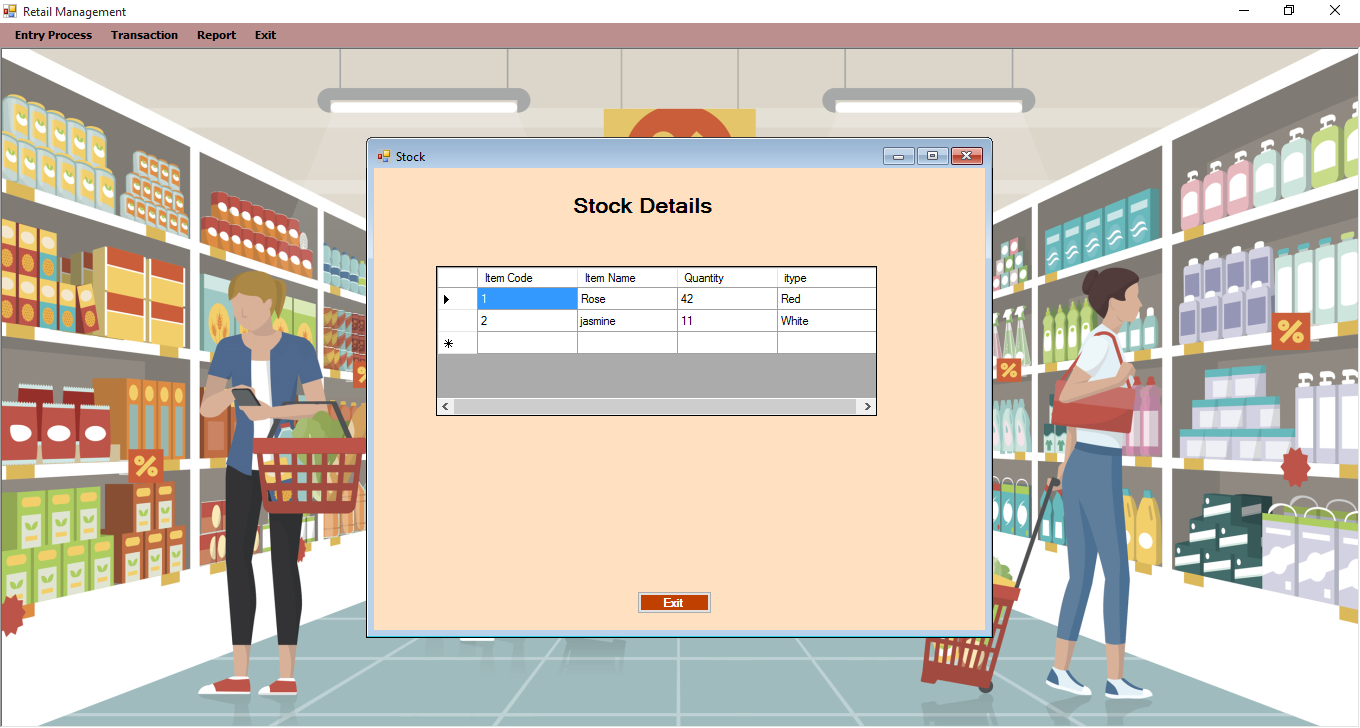 Retail Management
Entry Process Transaction Report Exit
Stock
Stock Details
Item Code Item Name Quantity itype
1 Rose 42 Red
2 jasmine 11 White
Exit